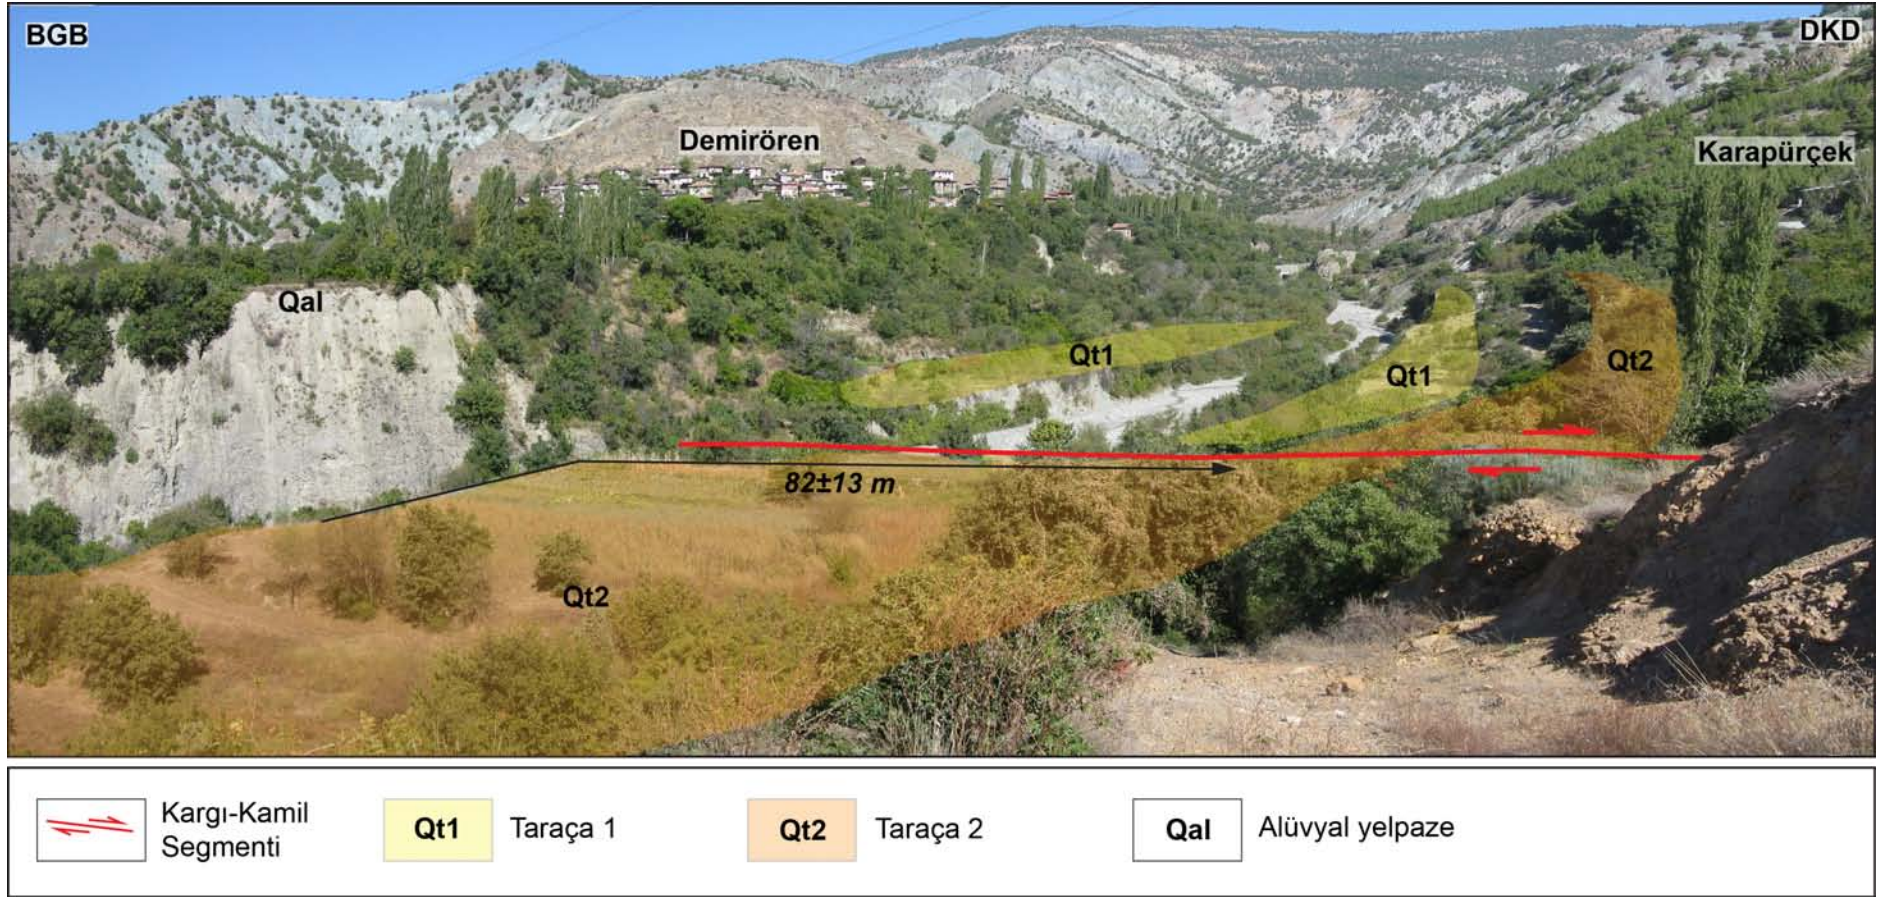 BGB
DKD
Demirören
Karapürçek
Qal
Qt1
Qt1
Qt2
82±13 m
Qt2
Kargı-Kamil
Segmenti
Qt1
Taraça 1
Qt2
Taraça 2
Qal
Alüvyal yelpaze